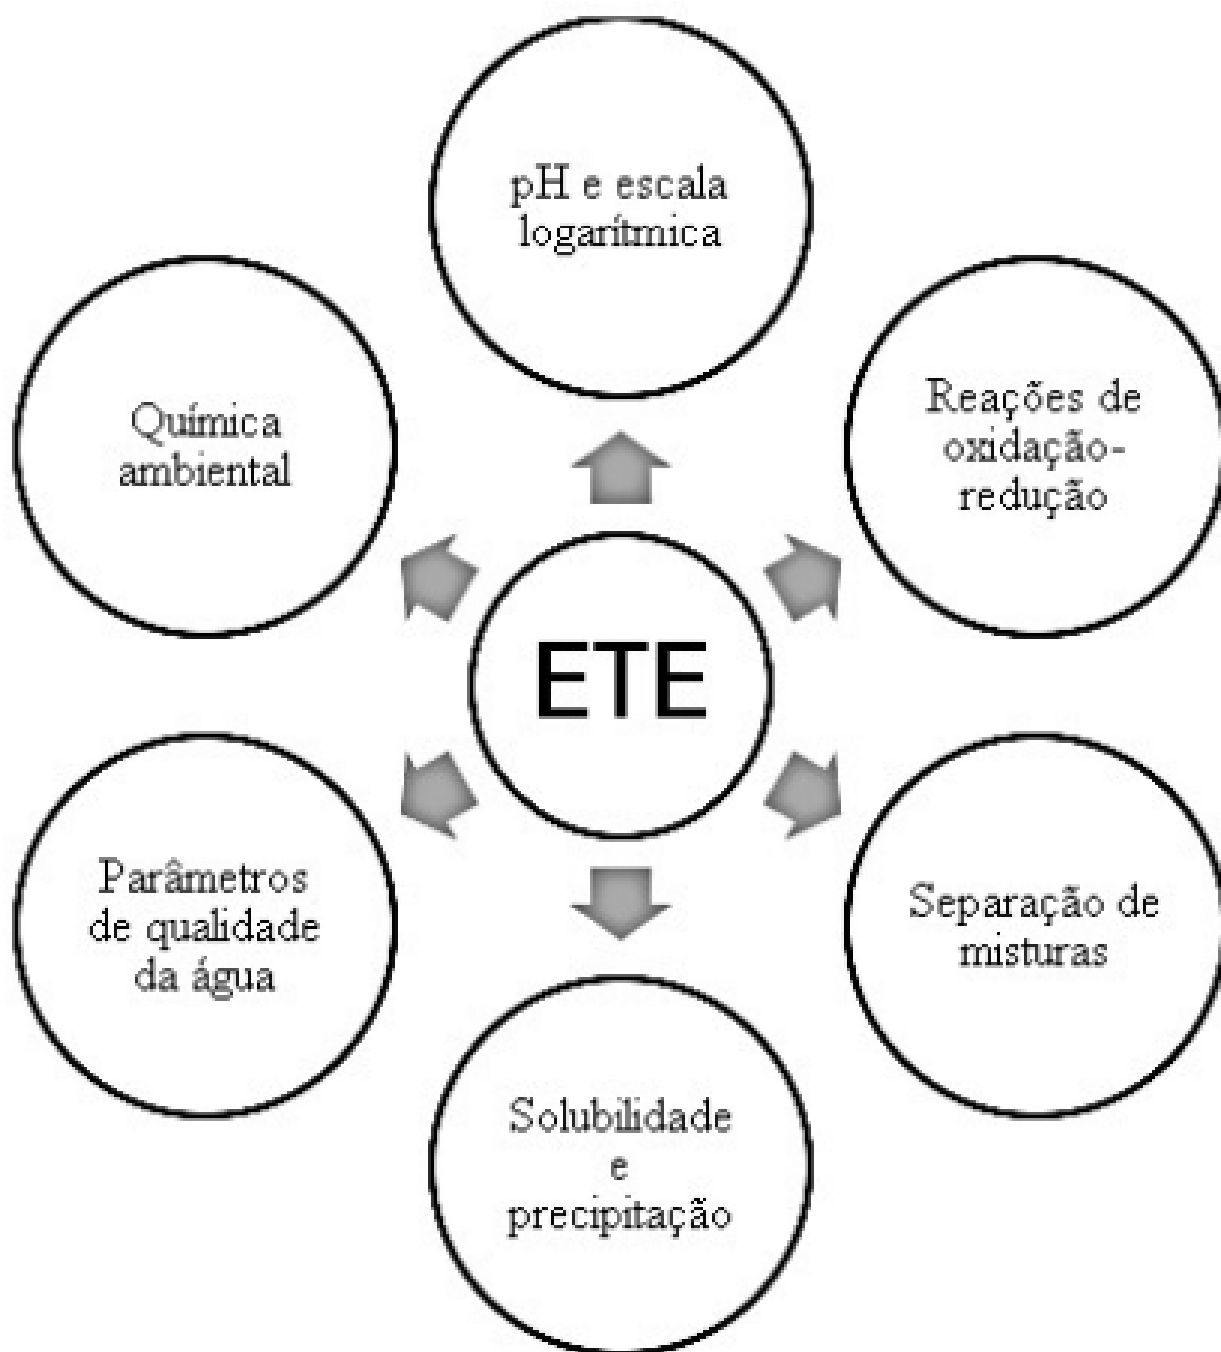 pH e escala
logarítmica
Química
ambiental
Reações de
oxidação-
redução
ETE
Parâmetros
de qualidade
da água
Separação de
misturas
Solubilidade
e
precipitação